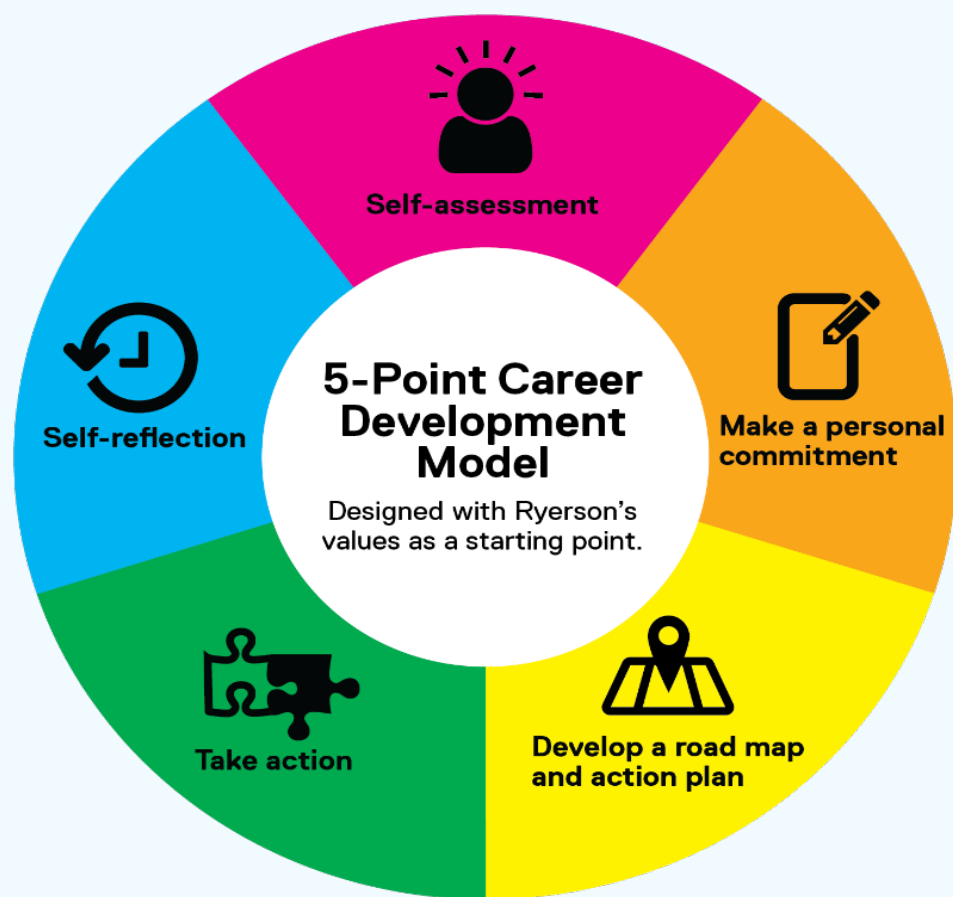 5-Point Career
Development
Model
Designed with Ryerson’s
values as a starting point.
Self-assessment
Make a personal
commitment
Develop a road map
and action plan
Take action
Self-reflection